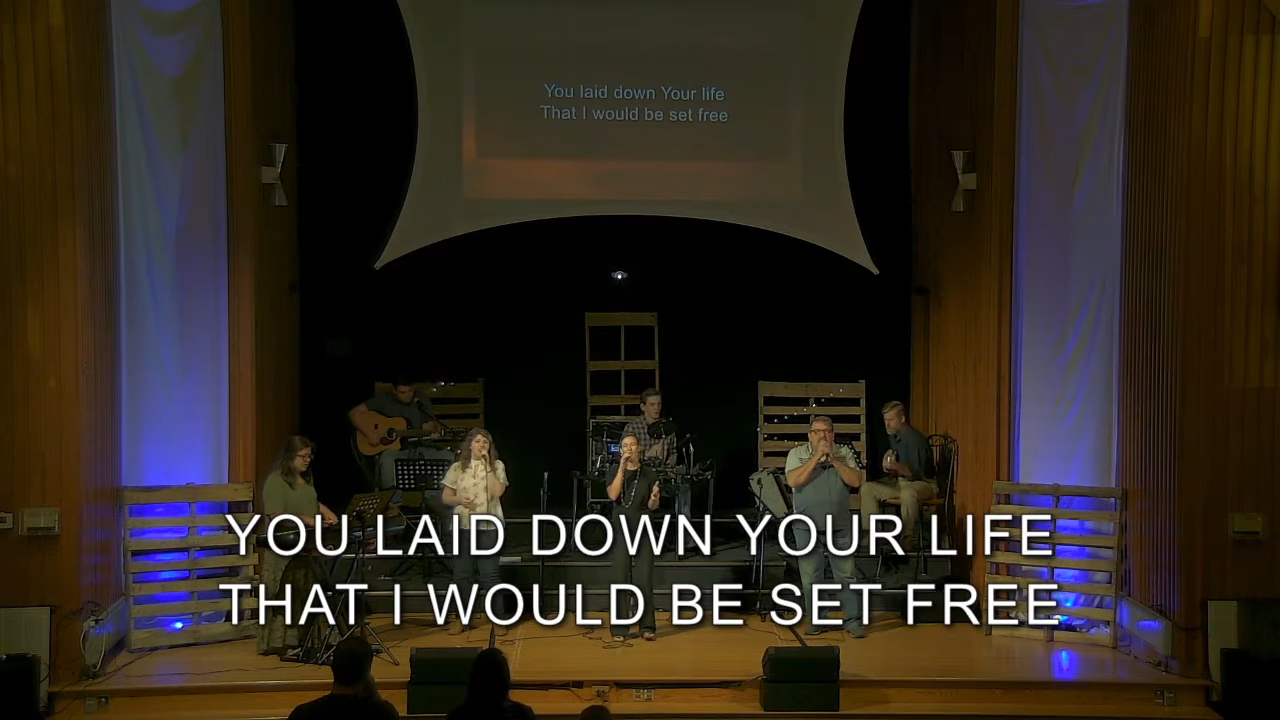 You laid down Your life
That I would be set free
YOU LAID DOWN YOUR LIFE
THAT I WOULD BE SET FREE